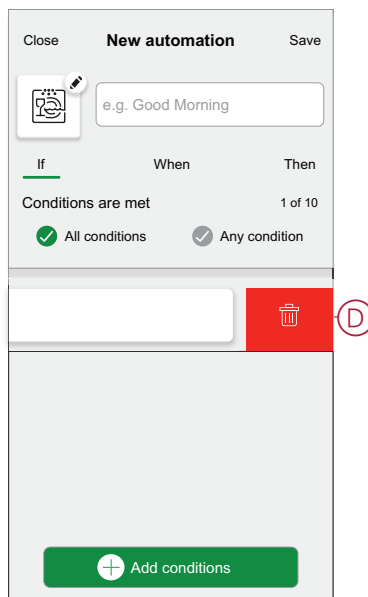 Close New automation Save
e.g. Good Morning
If When Then
Conditions are met 1 of 10
All conditions Any condition
D
Add conditions